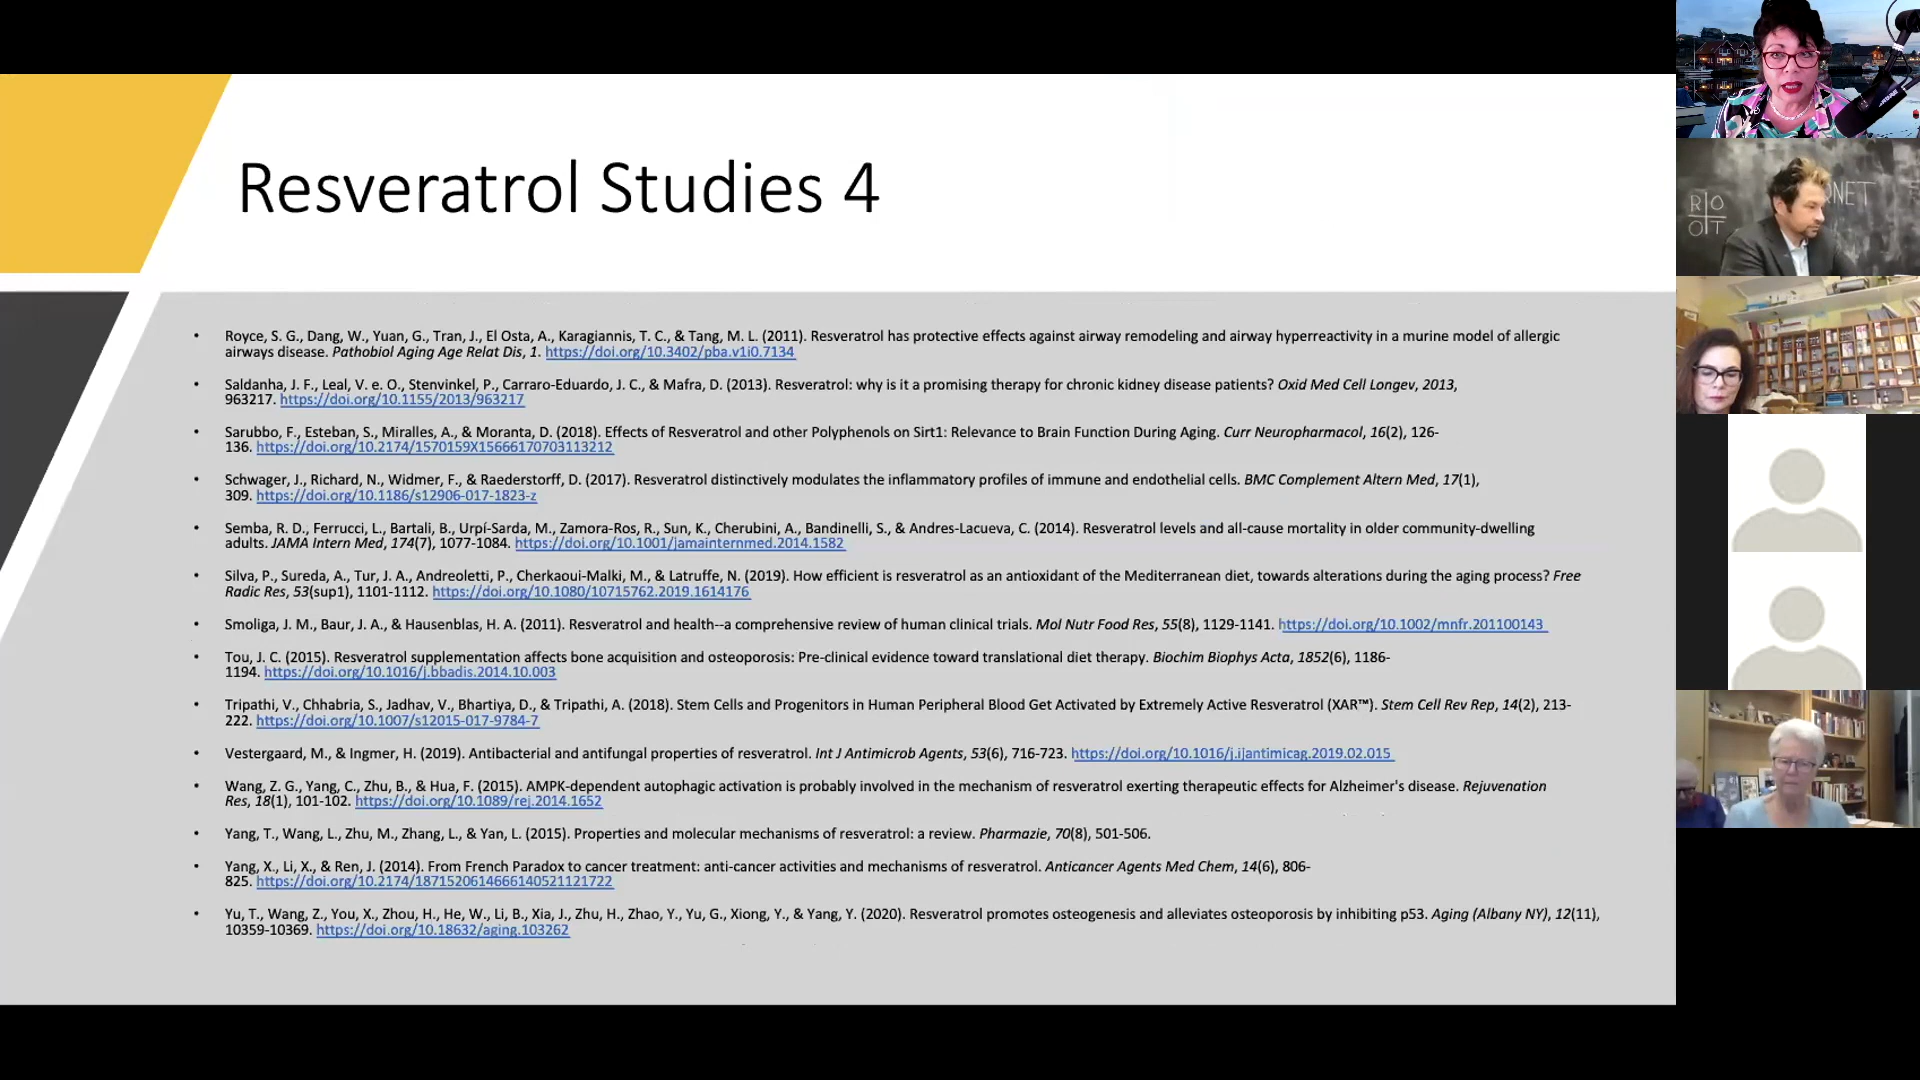 Resveratrol Studies 4
• Royce, S. G., Dang, W., Yuan, G., Tran, J., El Osta, A., Karagiannis, T. C., & Tang, M. L. (2011). Resveratrol has protective effects against airway remodeling and airway hyperreactivity in a murine model of allergic
airways disease. Pathobiol Aging Age Relat Dis, 1. https://doi.org/10.3402/pba.v1i0.7134
• Saldanha, J. F., Leal, V. e. O., Stenvinkel, P., Carraro-Eduardo, J. C., & Mafra, D. (2013). Resveratrol: why is it a promising therapy for chronic kidney disease patients? Oxid Med Cell Longev, 2013,
963217. https://doi.org/10.1155/2013/963217
• Sarubbo, F., Esteban, S., Miralles, A., & Moranta, D. (2018). Effects of Resveratrol and other Polyphenols on Sirt1: Relevance to Brain Function During Aging. Curr Neuropharmacol, 16(2), 126-
136. https://doi.org/10.2174/1570159X15666170703113212
• Schwager, J., Richard, N., Widmer, F., & Raederstorff, D. (2017). Resveratrol distinctively modulates the inflammatory profiles of immune and endothelial cells. BMC Complement Altern Med, 17(1),
309. https://doi.org/10.1186/s12906-017-1823-z
• Semba, R. D., Ferrucci, L., Bartali, B., Urpí-Sarda, M., Zamora-Ros, R., Sun, K., Cherubini, A., Bandinelli, S., & Andres-Lacueva, C. (2014). Resveratrol levels and all-cause mortality in older community-dwelling
adults. JAMA Intern Med, 174(7), 1077-1084. https://doi.org/10.1001/jamainternmed.2014.1582
• Silva, P., Sureda, A., Tur, J. A., Andreoletti, P., Cherkaoui-Malki, M., & Latruffe, N. (2019). How efficient is resveratrol as an antioxidant of the Mediterranean diet, towards alterations during the aging process? Free
Radic Res, 53(sup1), 1101-1112. https://doi.org/10.1080/10715762.2019.1614176
• Smoliga, J. M., Baur, J. A., & Hausenblas, H. A. (2011). Resveratrol and health--a comprehensive review of human clinical trials. Mol Nutr Food Res, 55(8), 1129-1141. https://doi.org/10.1002/mnfr.201100143
• Tou, J. C. (2015). Resveratrol supplementation affects bone acquisition and osteoporosis: Pre-clinical evidence toward translational diet therapy. Biochim Biophys Acta, 1852(6), 1186-
1194. https://doi.org/10.1016/j.bbadis.2014.10.003
• Tripathi, V., Chhabria, S., Jadhav, V., Bhartiya, D., & Tripathi, A. (2018). Stem Cells and Progenitors in Human Peripheral Blood Get Activated by Extremely Active Resveratrol (XAR™). Stem Cell Rev Rep, 14(2), 213-
222. https://doi.org/10.1007/s12015-017-9784-7
• Vestergaard, M., & Ingmer, H. (2019). Antibacterial and antifungal properties of resveratrol. Int J Antimicrob Agents, 53(6), 716-723. https://doi.org/10.1016/j.ijantimicag.2019.02.015
• Wang, Z. G., Yang, C., Zhu, B., & Hua, F. (2015). AMPK-dependent autophagic activation is probably involved in the mechanism of resveratrol exerting therapeutic effects for Alzheimer's disease. Rejuvenation
Res, 18(1), 101-102. https://doi.org/10.1089/rej.2014.1652
• Yang, T., Wang, L., Zhu, M., Zhang, L., & Yan, L. (2015). Properties and molecular mechanisms of resveratrol: a review. Pharmazie, 70(8), 501-506.
• Yang, X., Li, X., & Ren, J. (2014). From French Paradox to cancer treatment: anti-cancer activities and mechanisms of resveratrol. Anticancer Agents Med Chem, 14(6), 806-
825. https://doi.org/10.2174/1871520614666140521121722
• Yu, T., Wang, Z., You, X., Zhou, H., He, W., Li, B., Xia, J., Zhu, H., Zhao, Y., Yu, G., Xiong, Y., & Yang, Y. (2020). Resveratrol promotes osteogenesis and alleviates osteoporosis by inhibiting p53. Aging (Albany NY), 12(11),
10359-10369. https://doi.org/10.18632/aging.103262
RO
OT
RNET